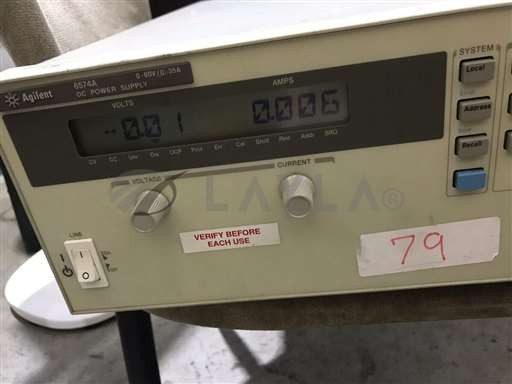 Agilent
6574A
0-60V/0-35A
DC POWER SUPPLY
VOLTS
AMPS
-0.01
0.006
CV CC Unr Dis OCP Prot Err Cal Shift Rmt Addr SRQ
SYSTEM
Local
Address
Recall
VOLTAGE
CURRENT
LAULA®
LINE
VERIFY BEFORE
EACH USE
79